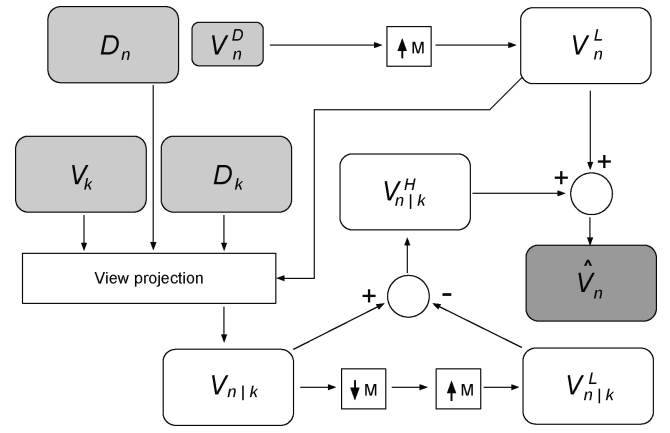 Dₙ
Vₙᴰ
↑ M
Vₙᴸ
Vₖ
Dₖ
Vₙ|ₖᴴ
+
+
View projection
+
-
V̂ₙ
Vₙ|ₖ
↓ M
↑ M
Vₙ|ₖᴸ